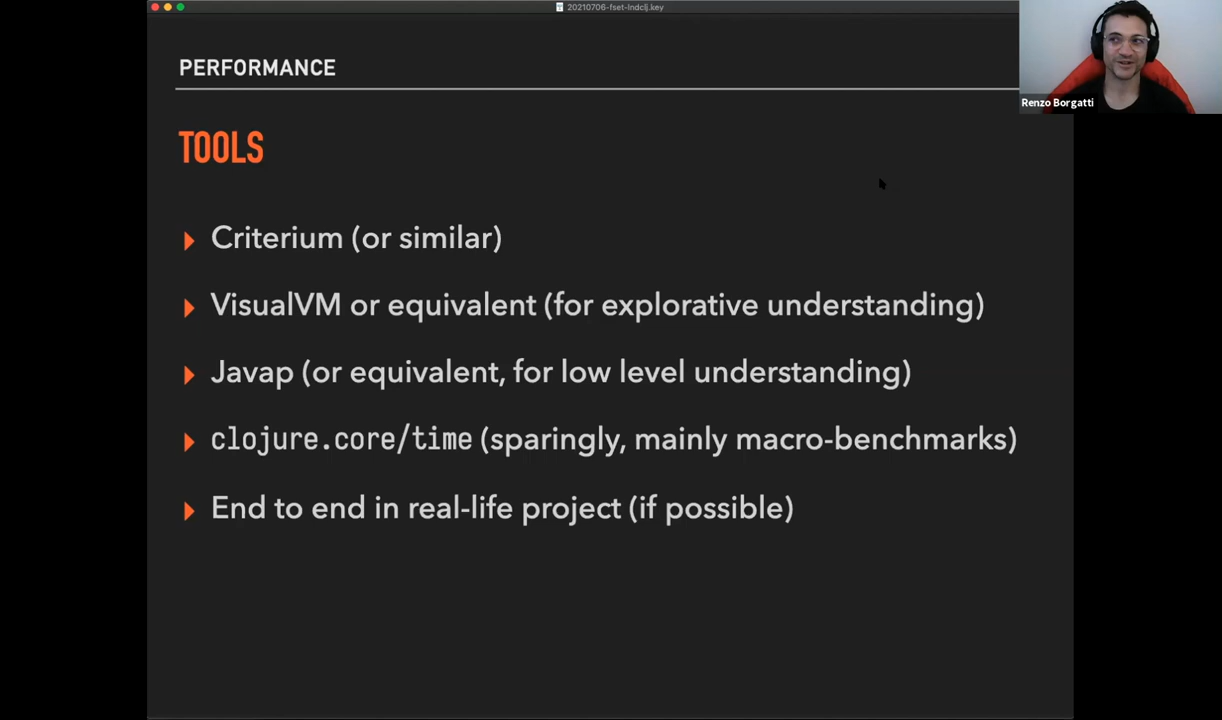 20210706-fset-lndclj.key
PERFORMANCE
Renzo Borgatti
TOOLS
Criterium (or similar)
VisualVM or equivalent (for explorative understanding)
Javap (or equivalent, for low level understanding)
clojure.core/time (sparingly, mainly macro-benchmarks)
End to end in real-life project (if possible)